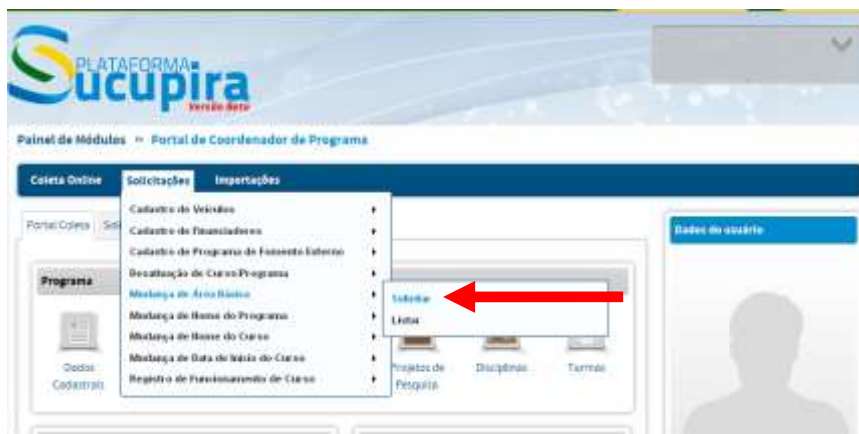 PLATAFORMA
Sucupira
Versão Beta
Painel de Módulos » Portal de Coordenador de Programa
Coleta Online Solicitações Importações
Cadastro de Veículos
Cadastro de Financiadores
Cadastro de Programa de Fomento Externo
Desativação de Curso/Programa
Mudança de Área Básica
Mudança de Nome do Programa
Mudança de Nome do Curso
Mudança de Data de Início do Curso
Registro de Funcionamento de Curso
Solicitar
Listar
Portal Coleta
Dados do usuário
Programa
Dados Cadastrais
Projetos de Pesquisa
Disciplinas
Turmas